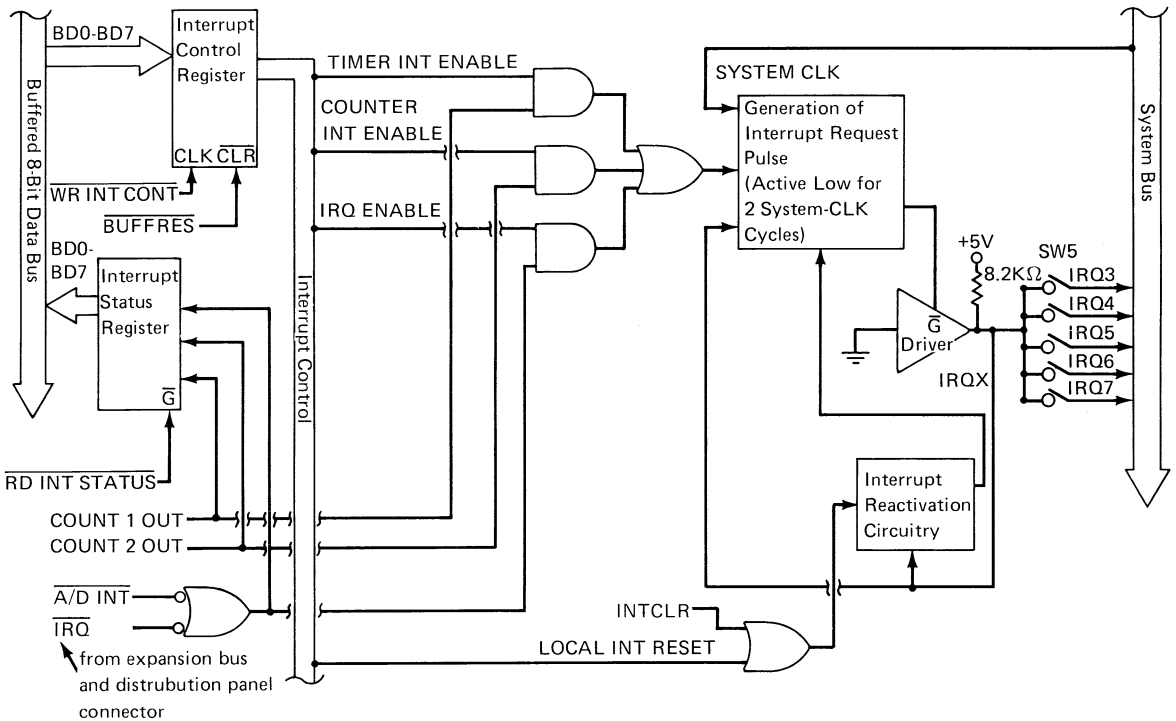 BD0-BD7
Interrupt
Control
Register
CLK CLR
WR INT CONT
BUFFRES
Buffered 8-Bit Data Bus
BD0-
BD7
Interrupt
Status
Register
G
RD INT STATUS
COUNT 1 OUT
COUNT 2 OUT
A/D INT
IRQ
from expansion bus
and distrubution panel
connector
Interrupt Control
TIMER INT ENABLE
COUNTER
INT ENABLE
IRQ ENABLE
SYSTEM CLK
Generation of
Interrupt Request
Pulse
(Active Low for
2 System-CLK
Cycles)
System Bus
+5V
8.2KΩ
SW5
IRQ3
IRQ4
IRQ5
IRQ6
IRQ7
G
Driver
IRQX
Interrupt
Reactivation
Circuitry
INTCLR
LOCAL INT RESET